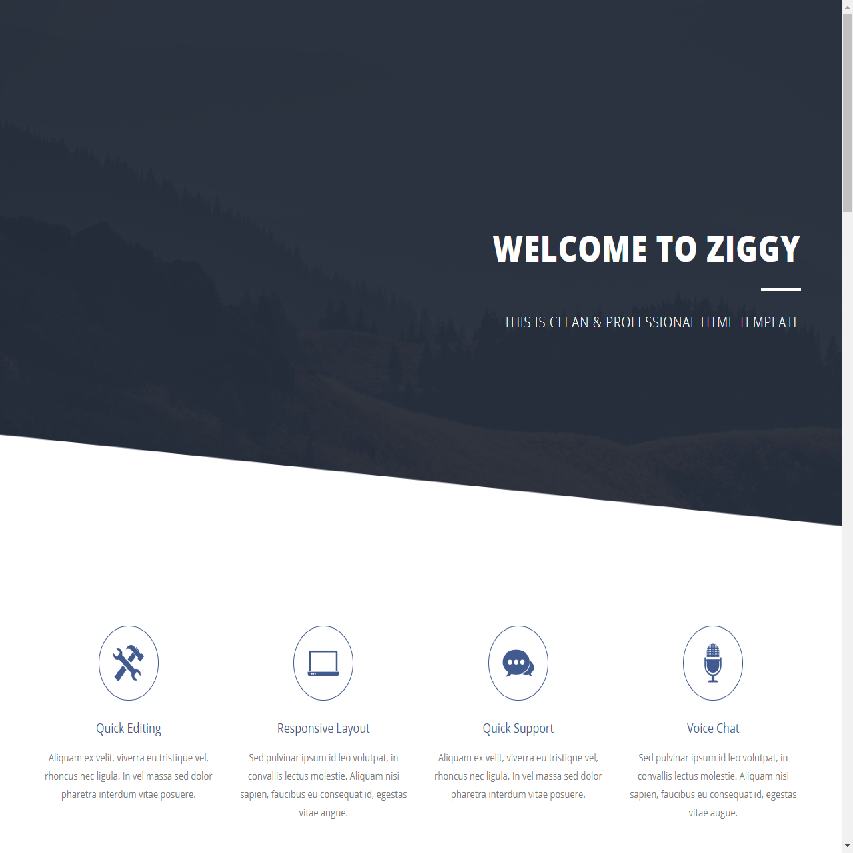 WELCOME TO ZIGGY
THIS IS CLEAN & PROFESSIONAL HTML TEMPLATE
Quick Editing
Aliquam ex velit, viverra eu tristique vel,
rhoncus nec ligula. In vel massa sed dolor
pharetra interdum vitae posuere.
Responsive Layout
Sed pulvinar ipsum id leo volutpat, in
convallis lectus molestie. Aliquam nisi
sapien, faucibus eu consequat id, egestas
vitae augue.
Quick Support
Aliquam ex velit, viverra eu tristique vel,
rhoncus nec ligula. In vel massa sed dolor
pharetra interdum vitae posuere.
Voice Chat
Sed pulvinar ipsum id leo volutpat, in
convallis lectus molestie. Aliquam nisi
sapien, faucibus eu consequat id, egestas
vitae augue.